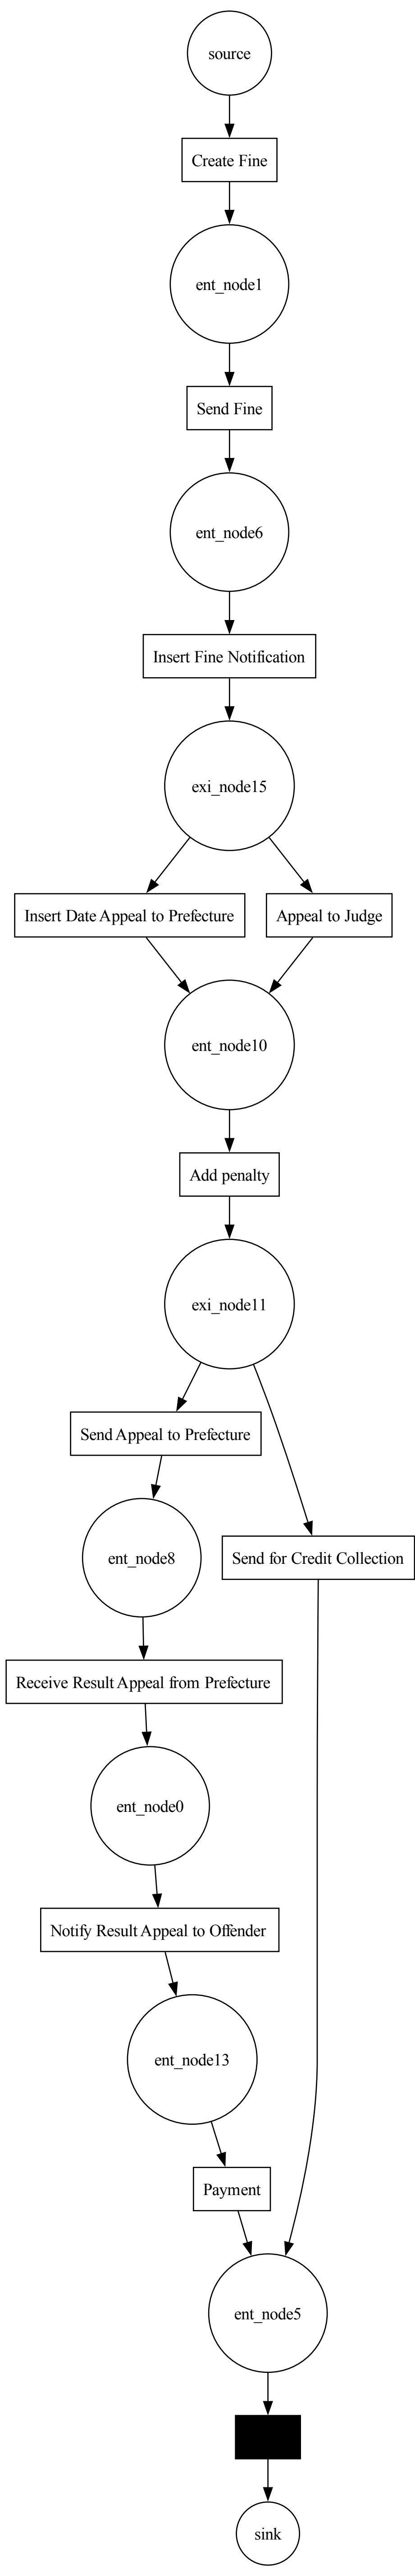 source
Create Fine
ent_node1
Send Fine
ent_node6
Insert Fine Notification
exi_node15
Insert Date Appeal to Prefecture
Appeal to Judge
ent_node10
Add penalty
exi_node11
Send Appeal to Prefecture
ent_node8
Send for Credit Collection
Receive Result Appeal from Prefecture
ent_node0
Notify Result Appeal to Offender
ent_node13
Payment
ent_node5
sink